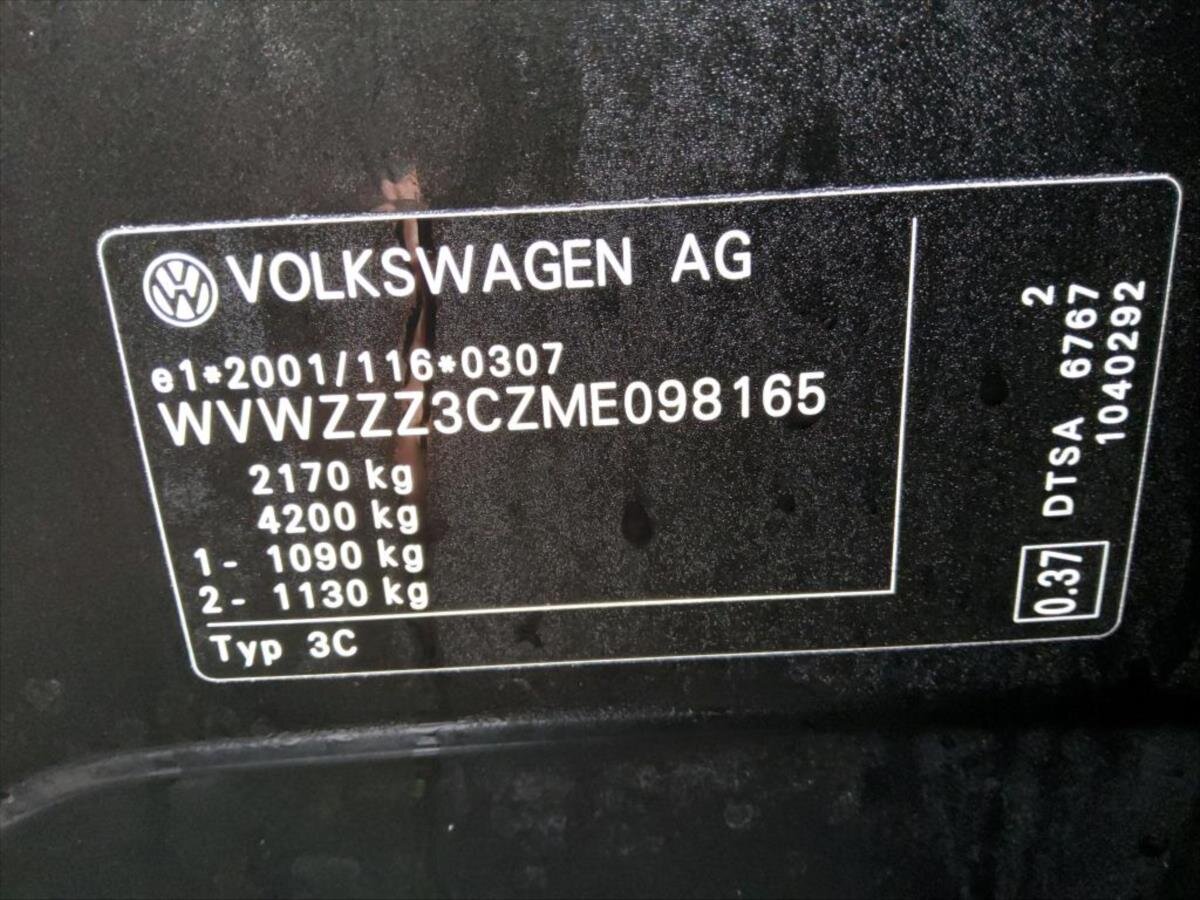 VOLKSWAGEN AG
e1*2001/116*0307
WVWZZZ3CZME098165
2170 kg
4200 kg
1- 1090 kg
2- 1130 kg
Typ 3C
2
DTSA 6767
1040292
0.37